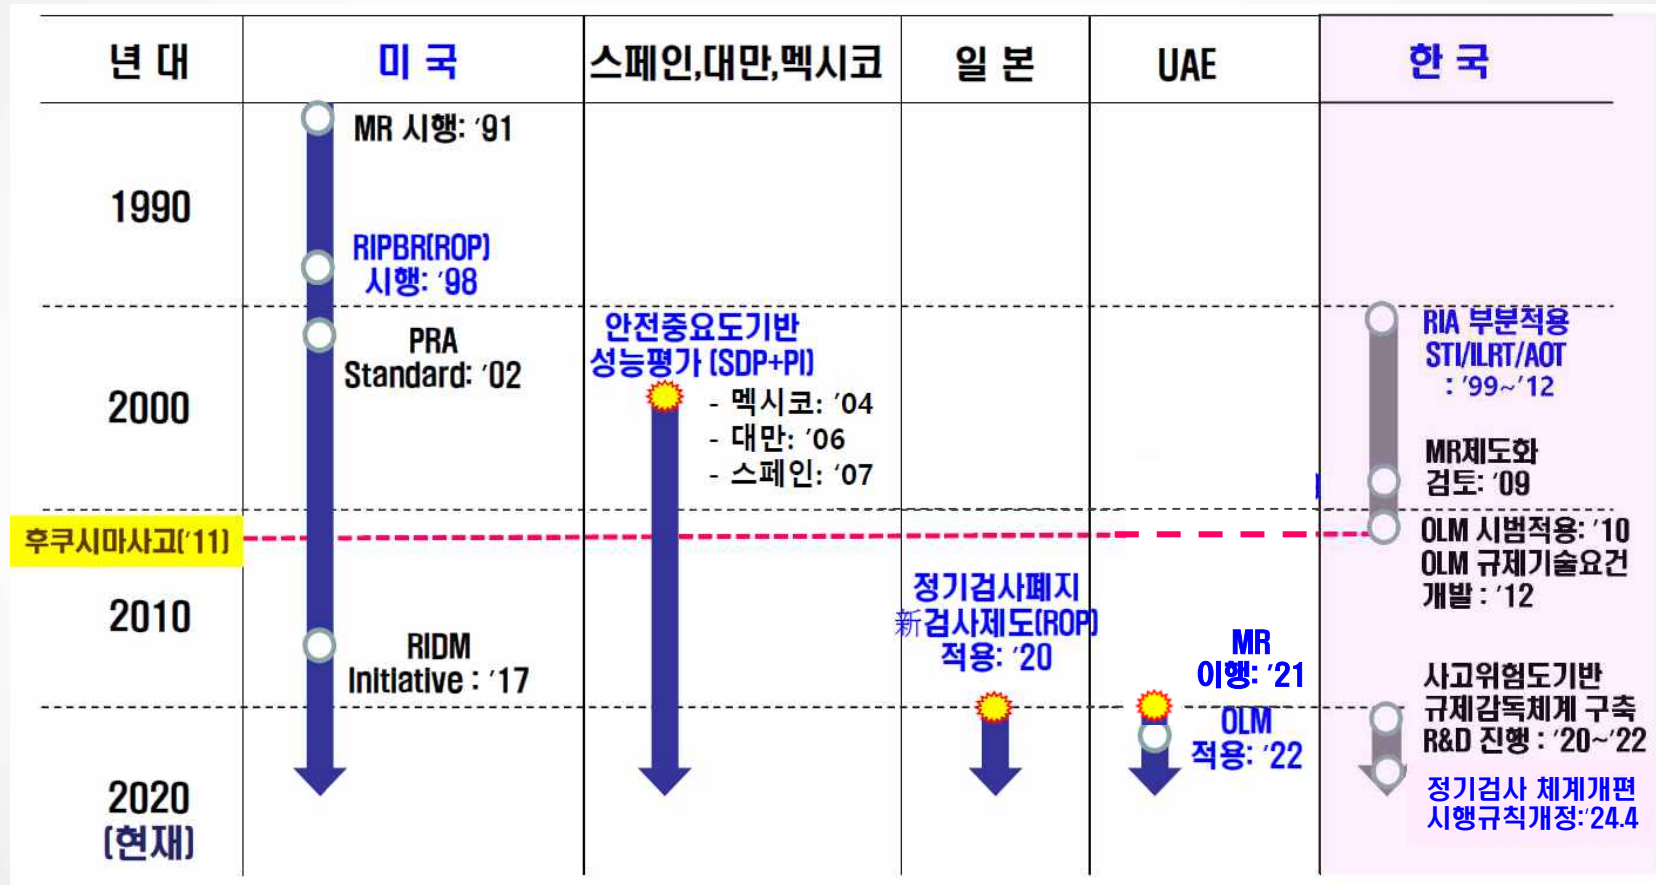 년 대
미 국
스페인,대만,멕시코
일 본
UAE
한 국
1990
2000
후쿠시마사고('11)
2010
2020
(현재)
MR 시행: '91
RIPBR(ROP)
시행: '98
PRA
Standard: '02
RIDM
Initiative : '17
안전중요도기반
성능평가 (SDP+PI)
- 멕시코: '04
- 대만: '06
- 스페인: '07
정기검사폐지
新검사제도(ROP)
적용: '20
MR
이행: '21
OLM
적용: '22
RIA 부분적용
STI/ILRT/AOT
: '99~'12
MR제도화
검토: '09
OLM 시범적용: '10
OLM 규제기술요건
개발 : '12
사고위험도기반
규제감독체계 구축
R&D 진행 : '20~'22
정기검사 체계개편
시행규칙개정:'24.4